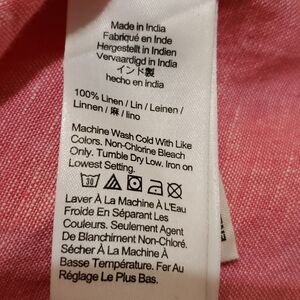 Made in India
Fabriqué en Inde
Hergestellt in Indien
Vervaardigd in India
インド製
hecho en india
100% Linen / Lin / Leinen /
Linnen / 麻 / lino
Machine Wash Cold With Like
Colors. Non-Chlorine Bleach
Only. Tumble Dry Low. Iron on
Lowest Setting.
30
Laver À La Machine À L'Eau
Froide En Séparant Les
Couleurs. Seulement Agent
De Blanchiment Non-Chloré.
Sécher À La Machine À
Basse Température. Fer Au
Réglage Le Plus Bas.